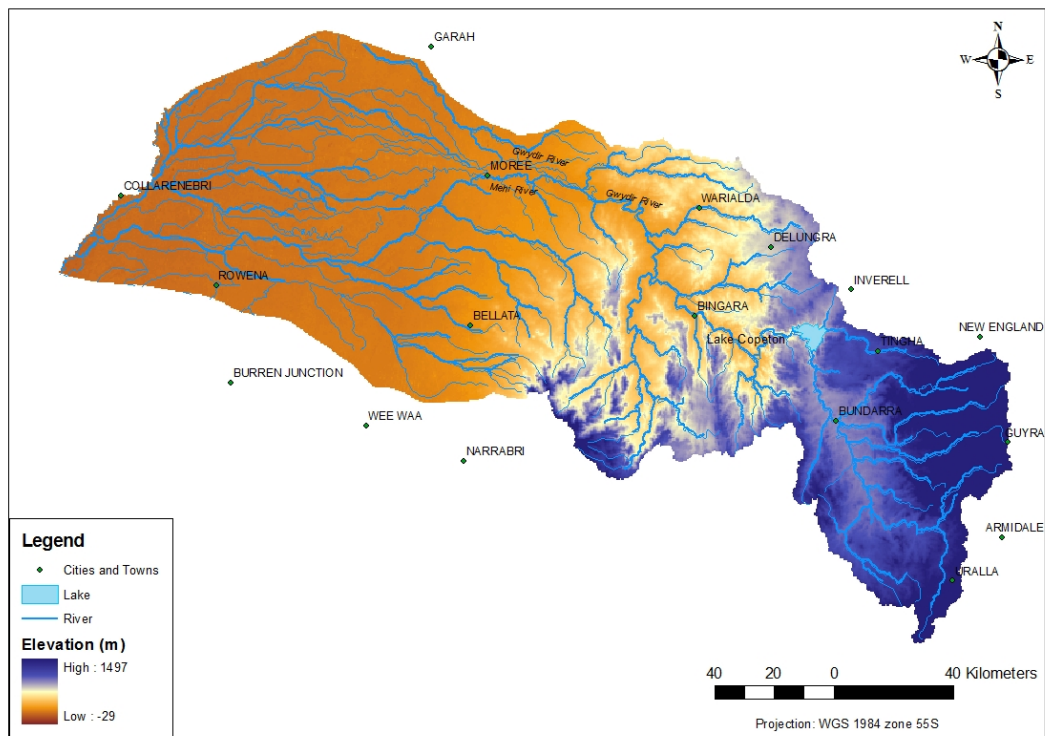 GARAH
N
W E
S
Gwydir River
MOREE
Mehi River
Gwydir River
COLLARENEBRI
WARIALDA
DELUNGRA
ROWENA
INVERELL
BINGARA
BELLATA
Lake Copeton
NEW ENGLAND
TINGHA
BURREN JUNCTION
WEE WAA
BUNDARRA
GUYRA
NARRABRI
ARMIDALE
URALLA
Legend
Cities and Towns
Lake
River
Elevation (m)
High : 1497
Low : -29
40 20 0 40 Kilometers
Projection: WGS 1984 zone 55S